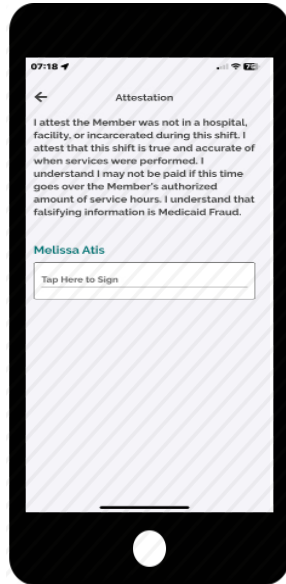 07:18
Attestation
I attest the Member was not in a hospital,
facility, or incarcerated during this shift. I
attest that this shift is true and accurate of
when services were performed. I
understand I may not be paid if this time
goes over the Member's authorized
amount of service hours. I understand that
falsifying information is Medicaid Fraud.
Melissa Atis
Tap Here to Sign